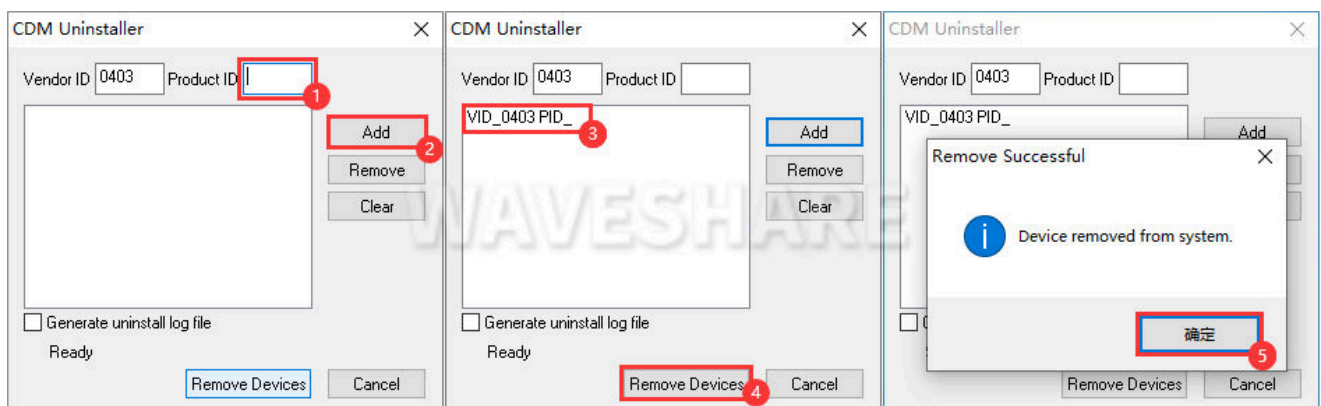 CDM Uninstaller
Vendor ID 0403 Product ID
1
Add
2
Remove
Clear
Generate uninstall log file
Ready
Remove Devices Cancel
CDM Uninstaller
Vendor ID 0403 Product ID
VID_0403 PID_
3
Add
Remove
Clear
Generate uninstall log file
Ready
Remove Devices 4 Cancel
CDM Uninstaller
Vendor ID 0403 Product ID
VID_0403 PID_
Add
Remove Successful
Device removed from system.
确定
5
Remove Devices Cancel
WAVESHARE